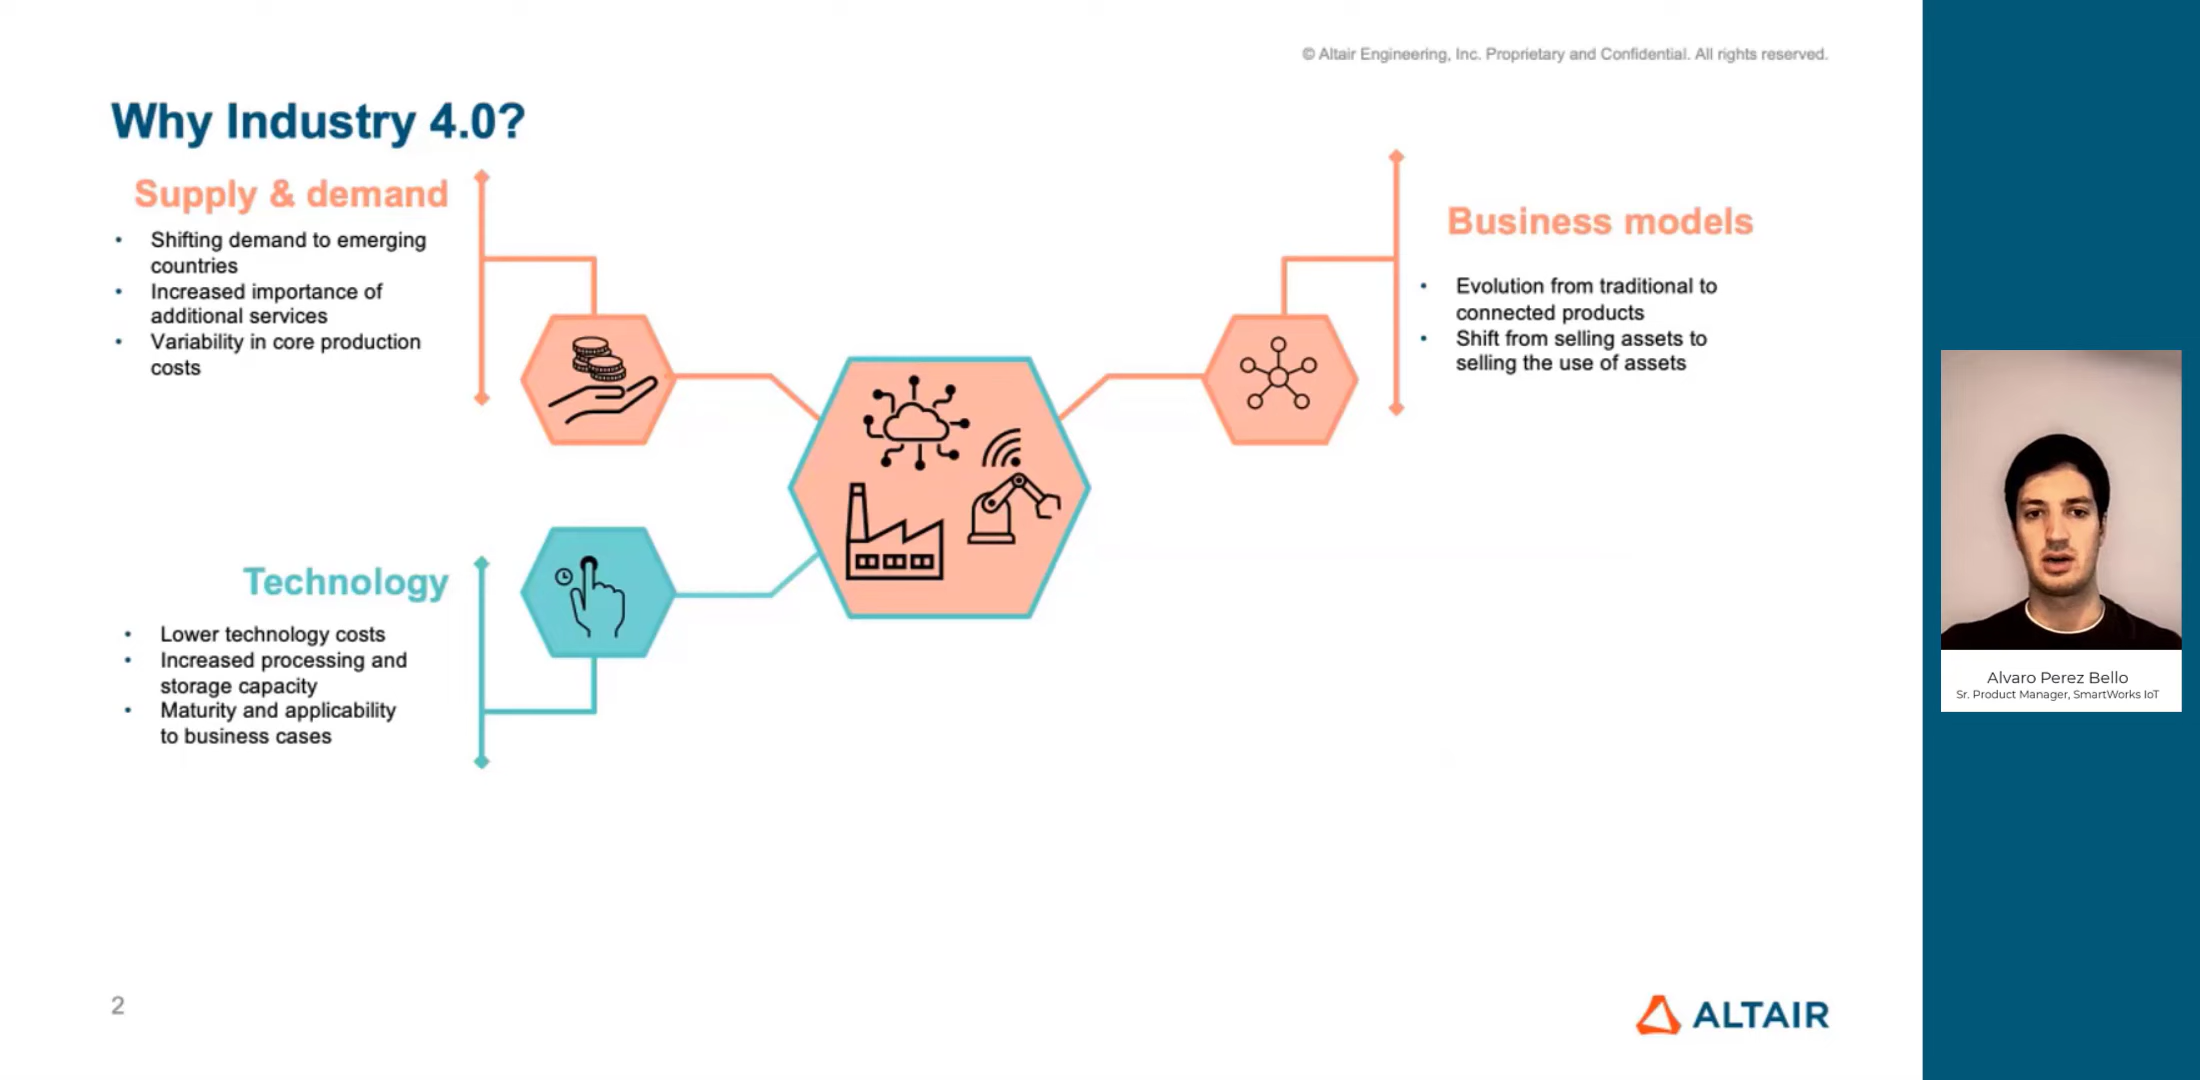 © Altair Engineering, Inc. Proprietary and Confidential. All rights reserved.
Why Industry 4.0?
Supply & demand
• Shifting demand to emerging
countries
• Increased importance of
additional services
• Variability in core production
costs
Business models
• Evolution from traditional to
connected products
• Shift from selling assets to
selling the use of assets
Technology
• Lower technology costs
• Increased processing and
storage capacity
• Maturity and applicability
to business cases
Alvaro Perez Bello
Sr. Product Manager, SmartWorks IoT
2
ALTAIR